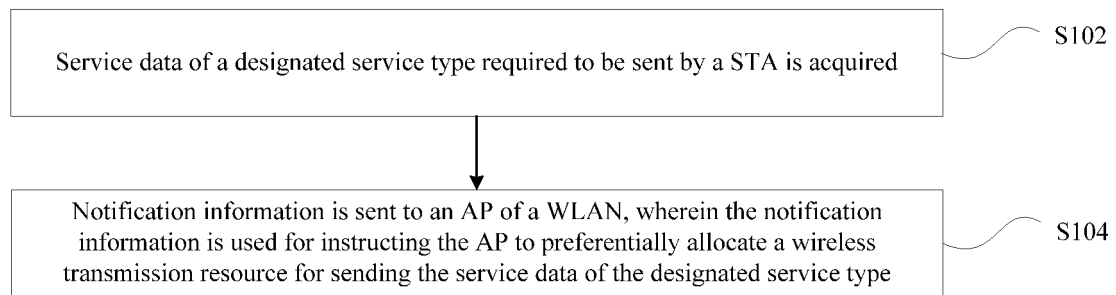 Service data of a designated service type required to be sent by a STA is acquired
S102
Notification information is sent to an AP of a WLAN, wherein the notification
information is used for instructing the AP to preferentially allocate a wireless
transmission resource for sending the service data of the designated service type
S104